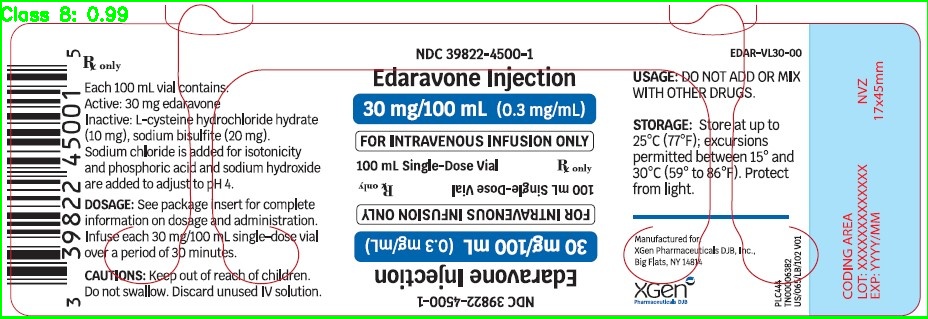 Class 8: 0.99
3 39822 45001 5
Rx only
Each 100 mL vial contains:
Active: 30 mg edaravone
Inactive: L-cysteine hydrochloride hydrate
(10 mg), sodium bisulfite (20 mg).
Sodium chloride is added for isotonicity
and phosphoric acid and sodium hydroxide
are added to adjust to pH 4.
DOSAGE: See package insert for complete
information on dosage and administration.
Infuse each 30 mg/100 mL single-dose vial
over a period of 30 minutes.
CAUTIONS: Keep out of reach of children.
Do not swallow. Discard unused IV solution.
NDC 39822-4500-1
Edaravone Injection
30 mg/100 mL (0.3 mg/mL)
FOR INTRAVENOUS INFUSION ONLY
100 mL Single-Dose Vial Rx only
100 mL Single-Dose Vial Rx only
FOR INTRAVENOUS INFUSION ONLY
30 mg/100 mL (0.3 mg/mL)
Edaravone Injection
NDC 39822-4500-1
EDAR-VL30-00
USAGE: DO NOT ADD OR MIX
WITH OTHER DRUGS.
STORAGE: Store at up to
25°C (77°F); excursions
permitted between 15° and
30°C (59° to 86°F). Protect
from light.
Manufactured for:
XGen Pharmaceuticals DJB, Inc.,
Big Flats, NY 14814
XGen
Pharmaceuticals DJB
PLC444
TN00006382
US/065/LB/102 V01
CODING AREA
LOT: XXXXXXXXXXXXXX
EXP: YYYY/MM
NVZ
17x45mm